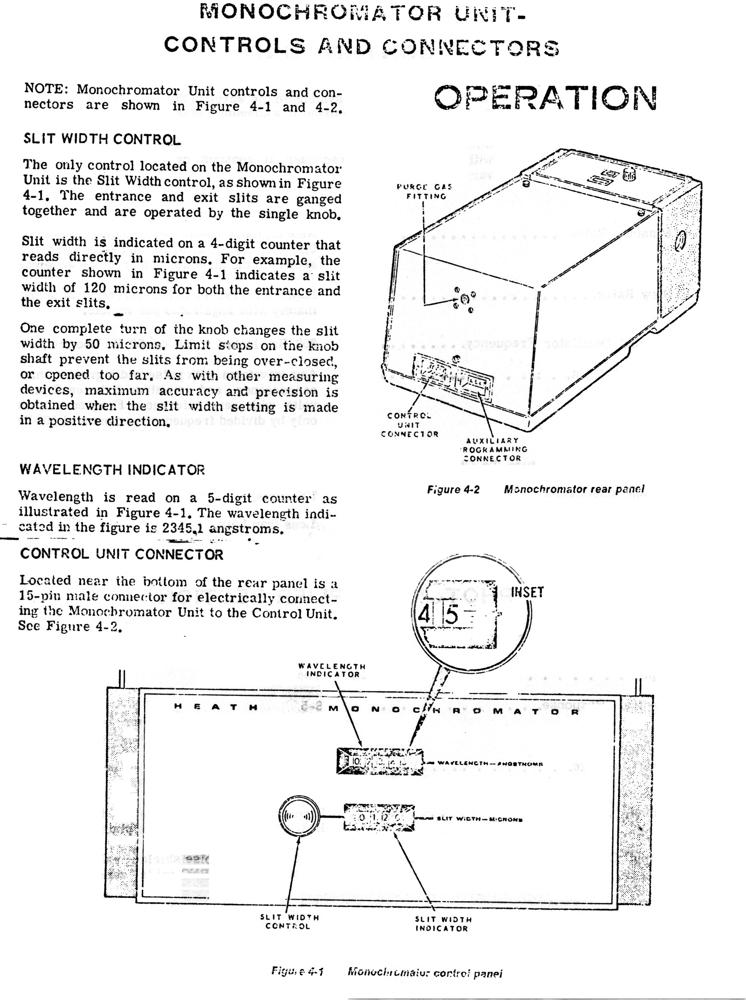 MONOCHROMATOR UNIT-
CONTROLS AND CONNECTORS
OPERATION
NOTE: Monochromator Unit controls and con-
nectors are shown in Figure 4-1 and 4-2.
SLIT WIDTH CONTROL
The only control located on the Monochromator
Unit is the Slit Width control, as shown in Figure
4-1. The entrance and exit slits are ganged
together and are operated by the single knob.
Slit width is indicated on a 4-digit counter that
reads directly in microns. For example, the
counter shown in Figure 4-1 indicates a slit
width of 120 microns for both the entrance and
the exit slits.
One complete turn of the knob changes the slit
width by 50 microns. Limit stops on the knob
shaft prevent the slits from being over-closed,
or opened too far. As with other measuring
devices, maximum accuracy and precision is
obtained when the slit width setting is made
in a positive direction.
WAVELENGTH INDICATOR
Wavelength is read on a 5-digit counter as
illustrated in Figure 4-1. The wavelength indi-
cated in the figure is 2345.1 angstroms.
CONTROL UNIT CONNECTOR
Located near the bottom of the rear panel is a
15-pin male connector for electrically connect-
ing the Monochromator Unit to the Control Unit.
See Figure 4-2.
PURGE GAS
FITTING
CONTROL
UNIT
CONNECTOR
AUXILIARY
PROGRAMMING
CONNECTOR
Figure 4-2 Monochromator rear panel
INSET
4 5
WAVELENGTH
INDICATOR
HEATH MONOCHROMATOR
WAVELENGTH-ANGSTROMS
0 1 2 0
SLIT WIDTH-MICRONS
SLIT WIDTH
CONTROL
SLIT WIDTH
INDICATOR
Figure 4-1 Monochromator control panel